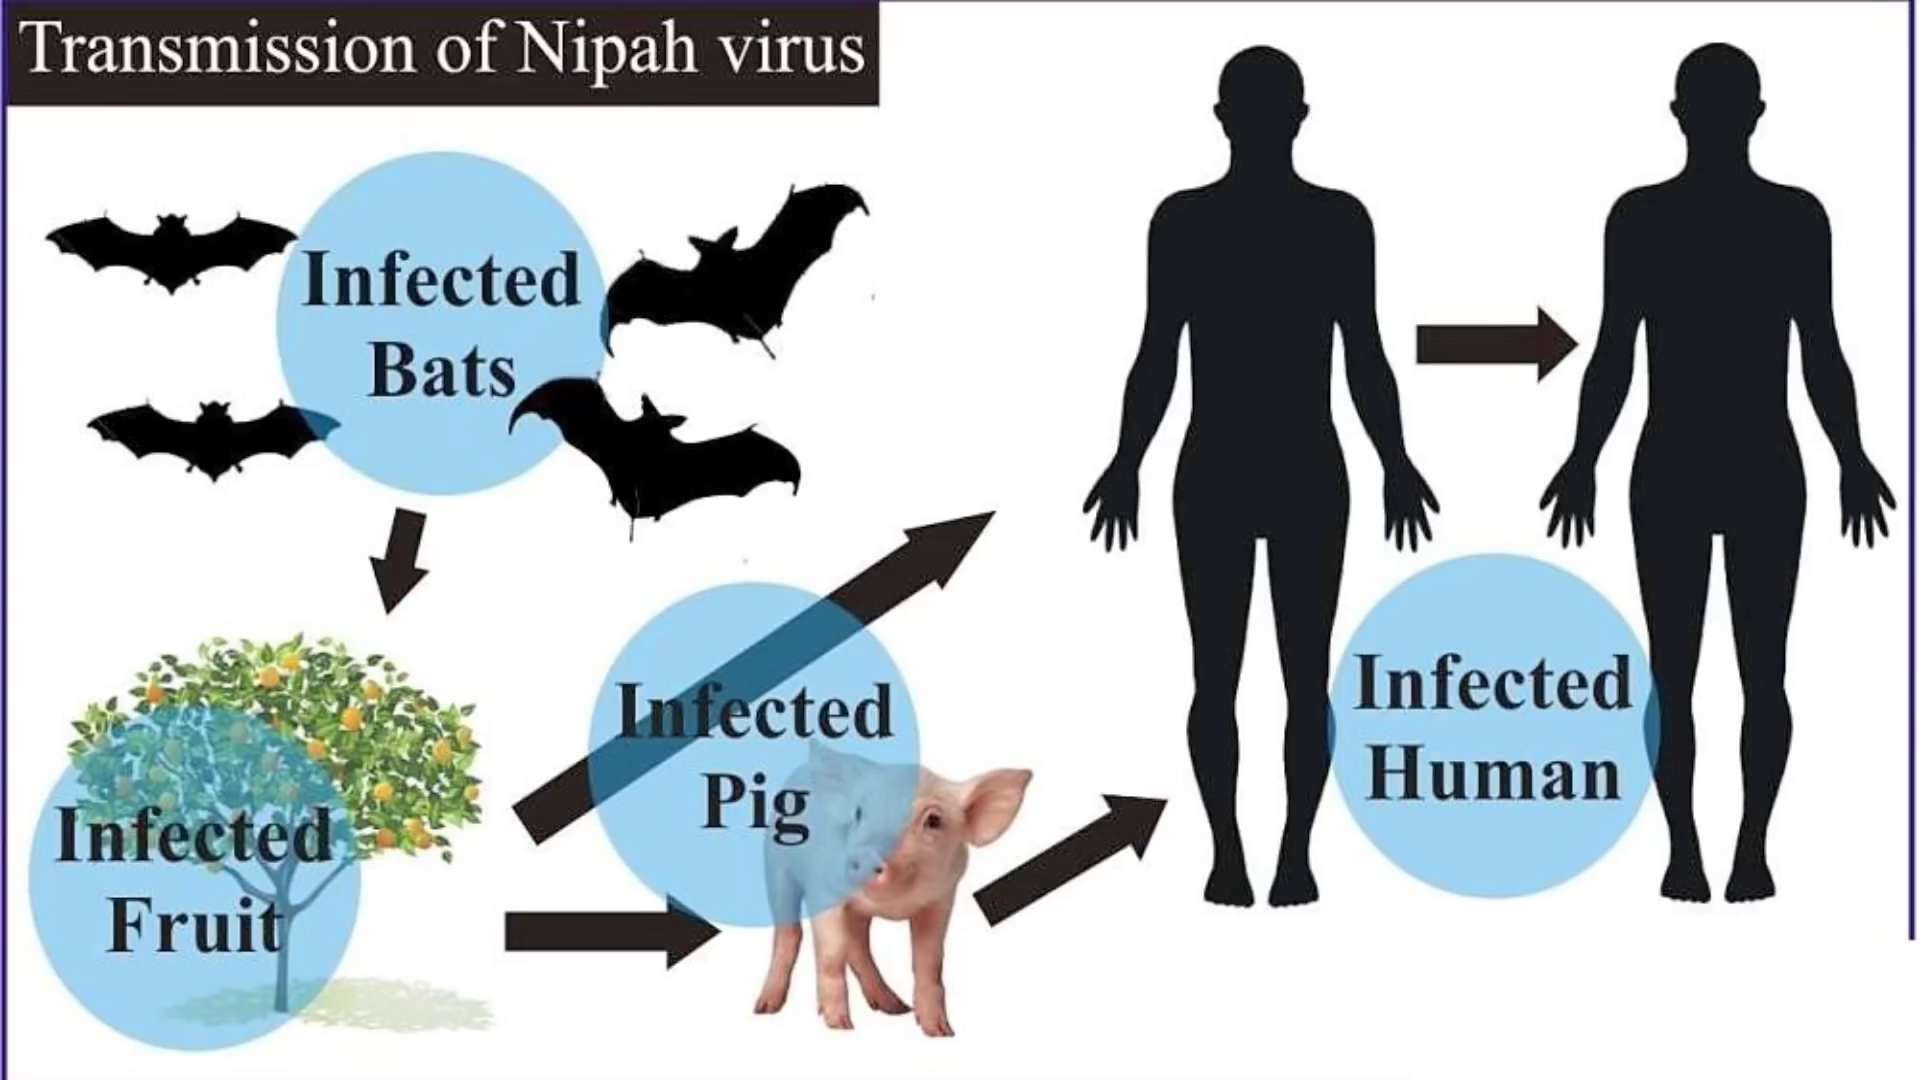 Transmission of Nipah virus
Infected
Bats
Infected
Fruit
Infected
Pig
Infected
Human